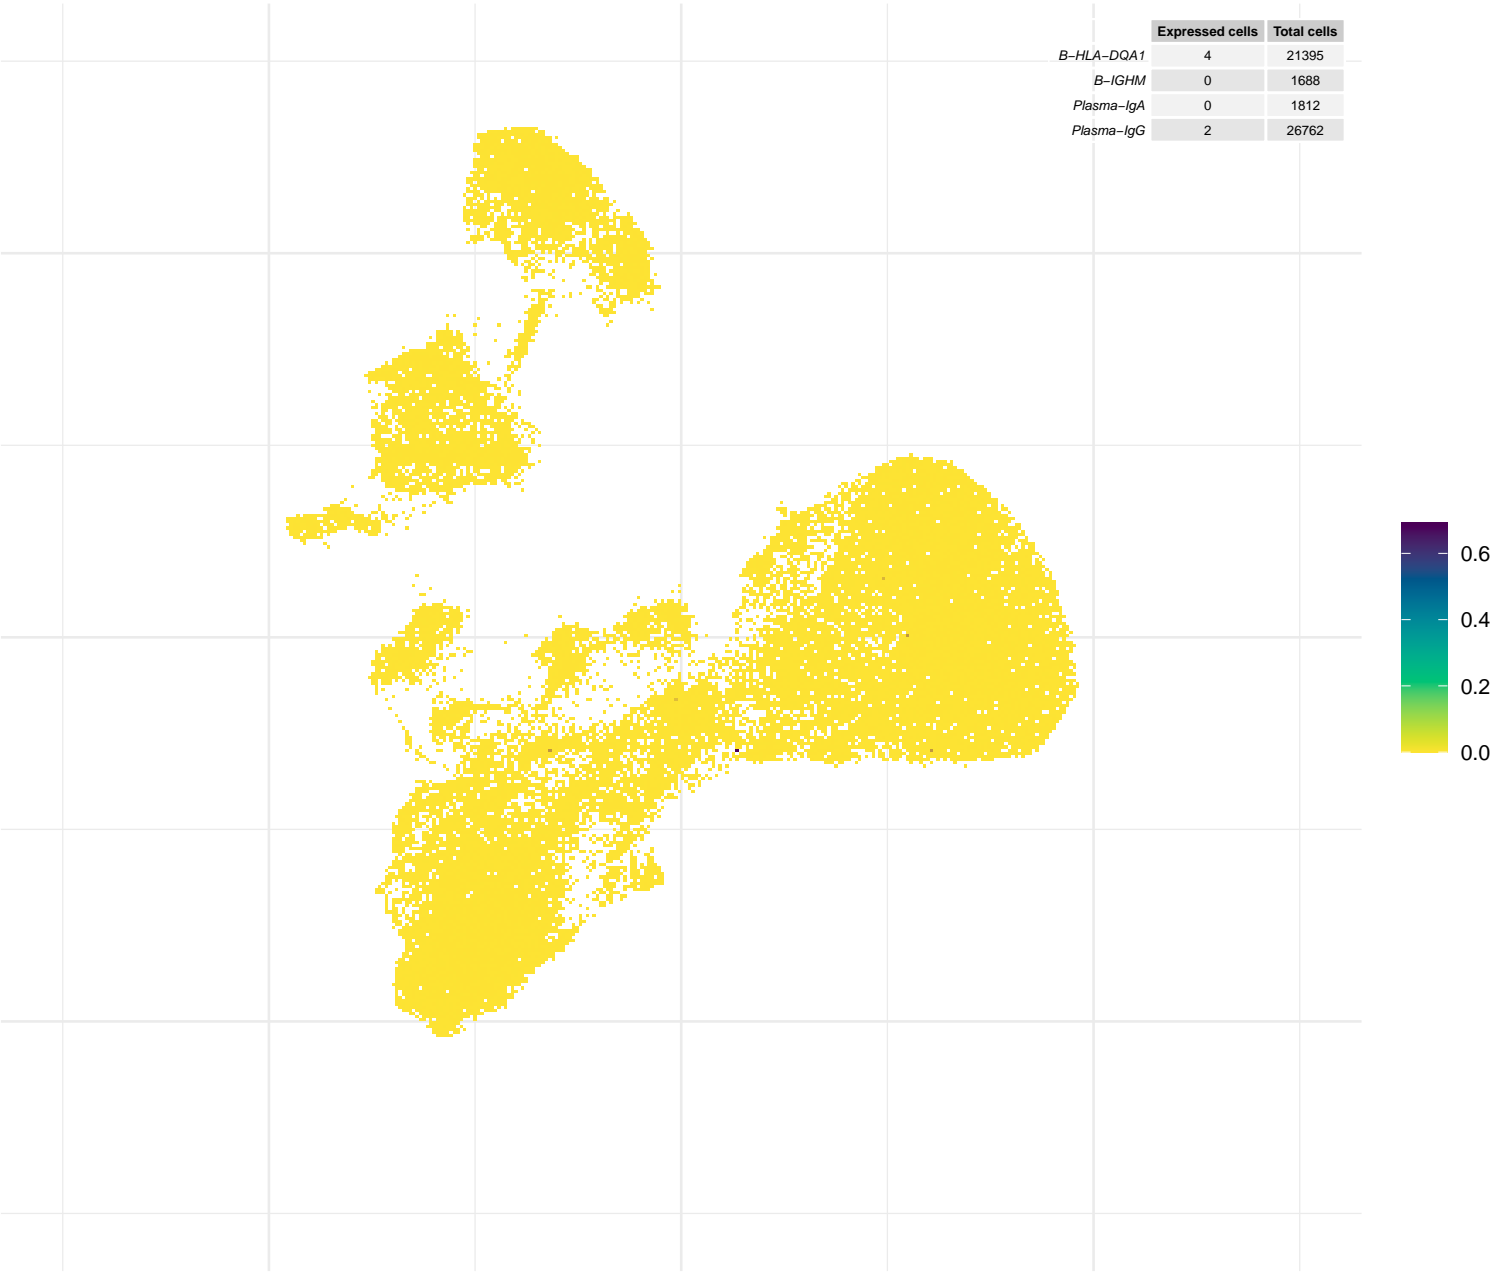 Expressed cells Total cells
B−HLA−DQA1 4 21395
B−IGHM 0 1688
Plasma−IgA 0 1812
Plasma−IgG 2 26762
0.6
0.4
0.2
0.0